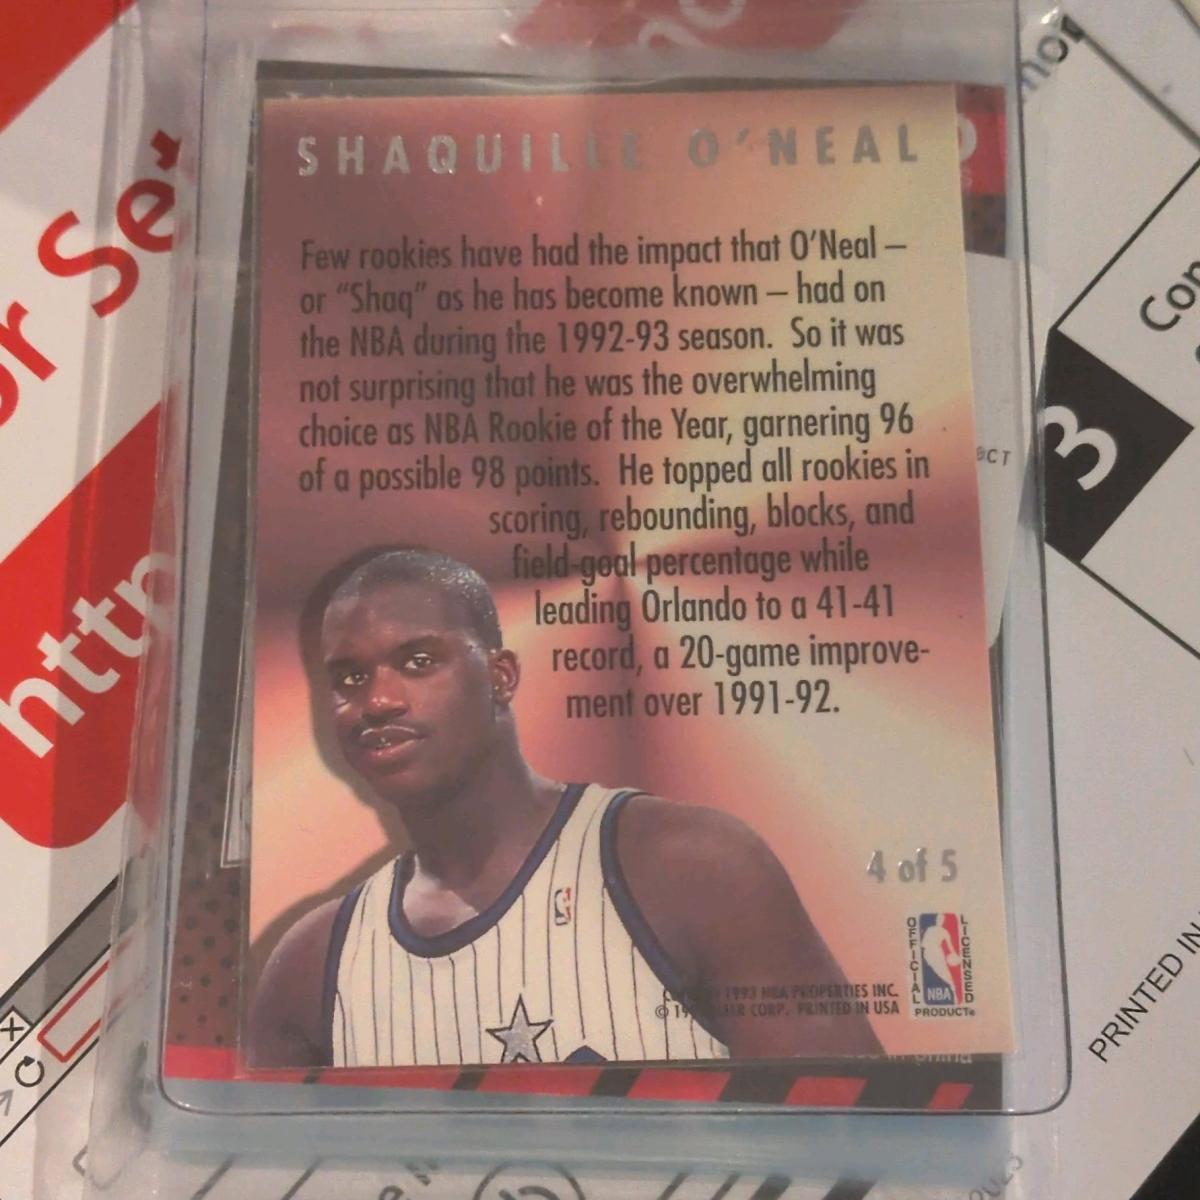 SHAQUILLE O'NEAL
Few rookies have had the impact that O'Neal –
or "Shaq" as he has become known – had on
the NBA during the 1992-93 season. So it was
not surprising that he was the overwhelming
choice as NBA Rookie of the Year, garnering 96
of a possible 98 points. He topped all rookies in
scoring, rebounding, blocks, and
field-goal percentage while
leading Orlando to a 41-41
record, a 20-game improve-
ment over 1991-92.
4 of 5
OFFICIAL LICENSED
NBA
PRODUCT
1993 NBA PROPERTIES INC.
© CORP. PRINTED IN USA
http
3
PRINTED IN